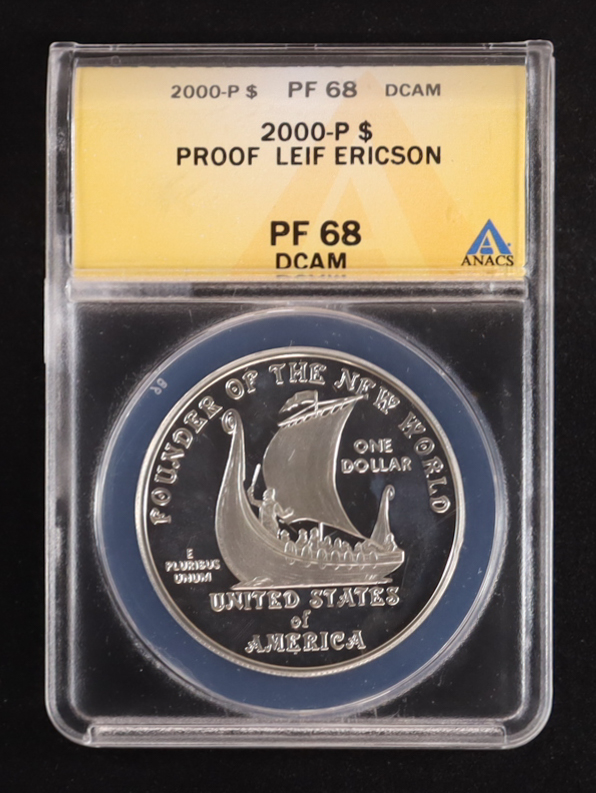 2000-P $ PF 68 DCAM
2000-P $
PROOF LEIF ERICSON
PF 68
DCAM
ANACS
FOUNDER OF THE NEW WORLD
ONE
DOLLAR
E
PLURIBUS
UNUM
UNITED STATES
of
AMERICA